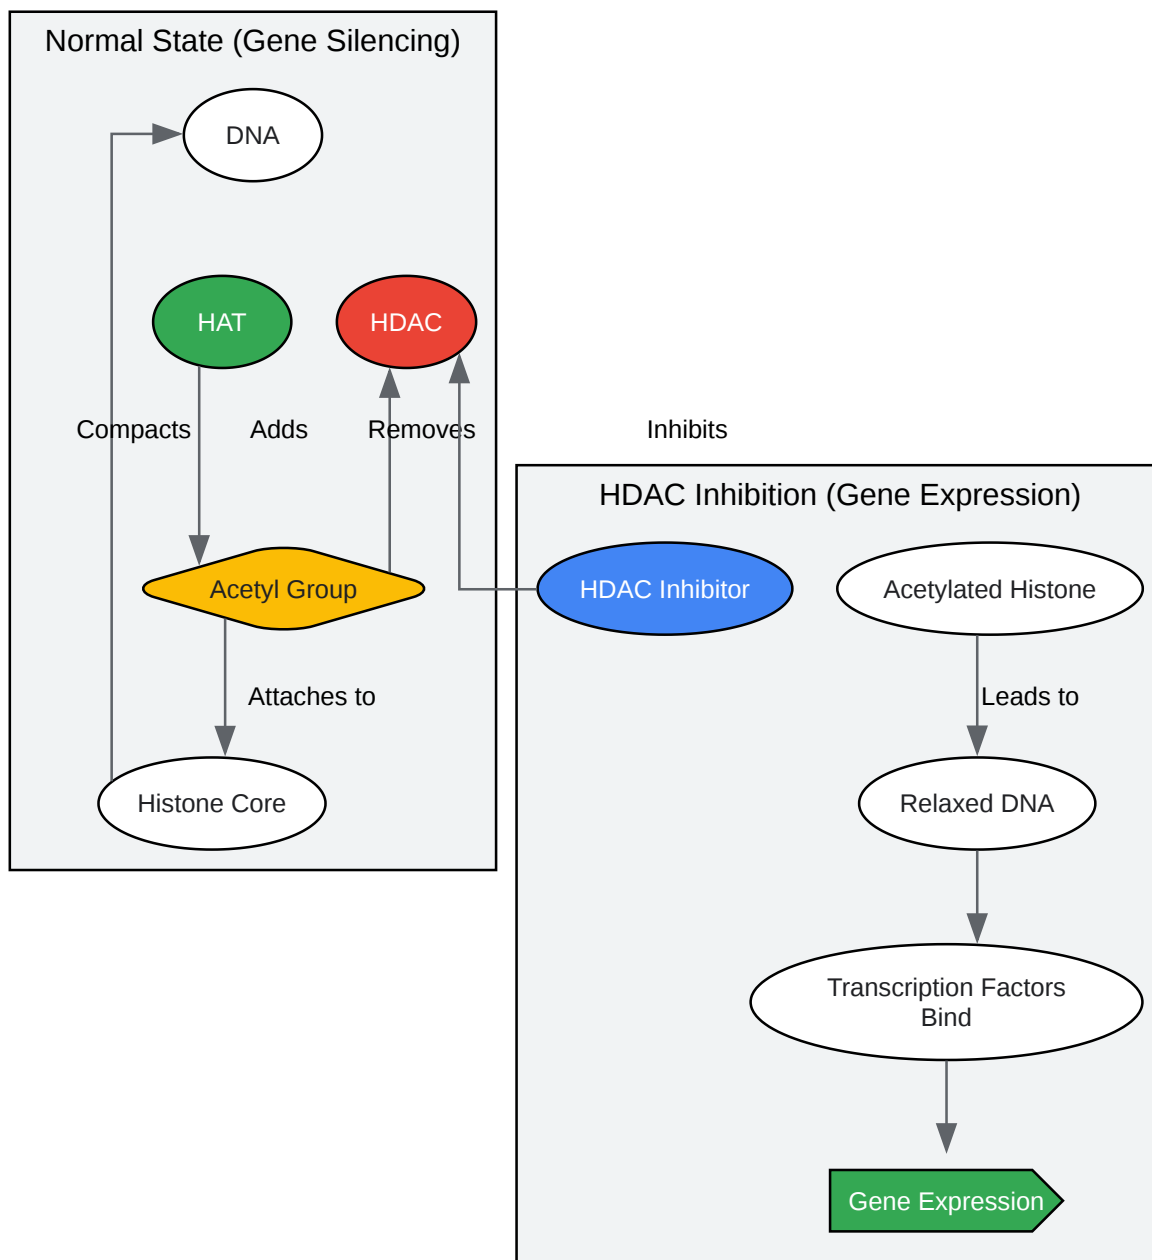 Normal State (Gene Silencing)
DNA
HAT
HDAC
Compacts
Adds
Removes
Inhibits
Acetyl Group
Attaches to
Histone Core
HDAC Inhibition (Gene Expression)
HDAC Inhibitor
Acetylated Histone
Leads to
Relaxed DNA
Transcription Factors
Bind
Gene Expression